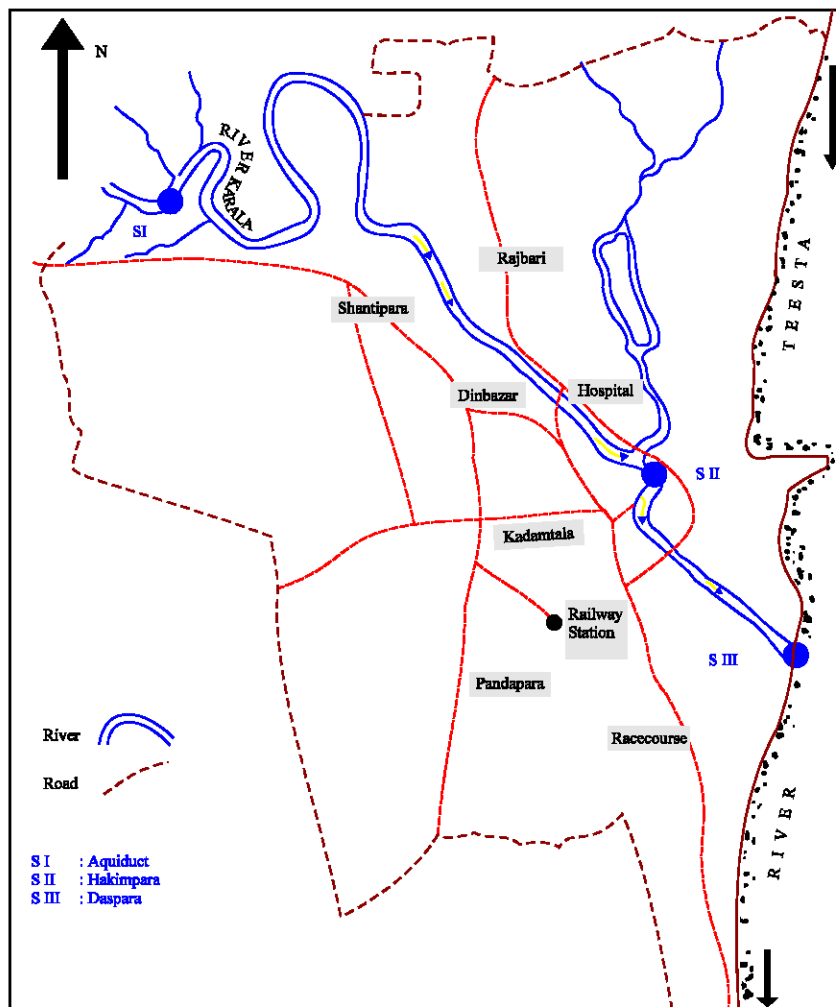 N
RIVER KARALA
SI
Rajbari
TEESTA
Shantipara
Dinbazar
Hospital
S II
Kadamtala
Railway
Station
S III
Pandapara
River
Racecourse
Road
RIVER
S I : Aquiduct
S II : Hakimpara
S III : Daspara